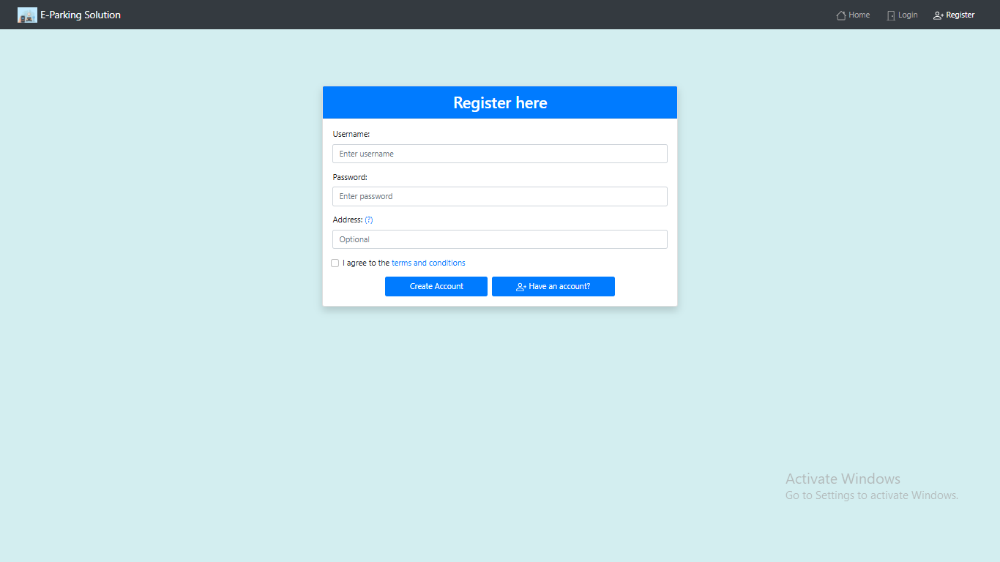 E-Parking Solution
Home
Login
Register
Register here
Username:
Enter username
Password:
Enter password
Address: (?)
Optional
I agree to the terms and conditions
Create Account
Have an account?
Activate Windows
Go to Settings to activate Windows.